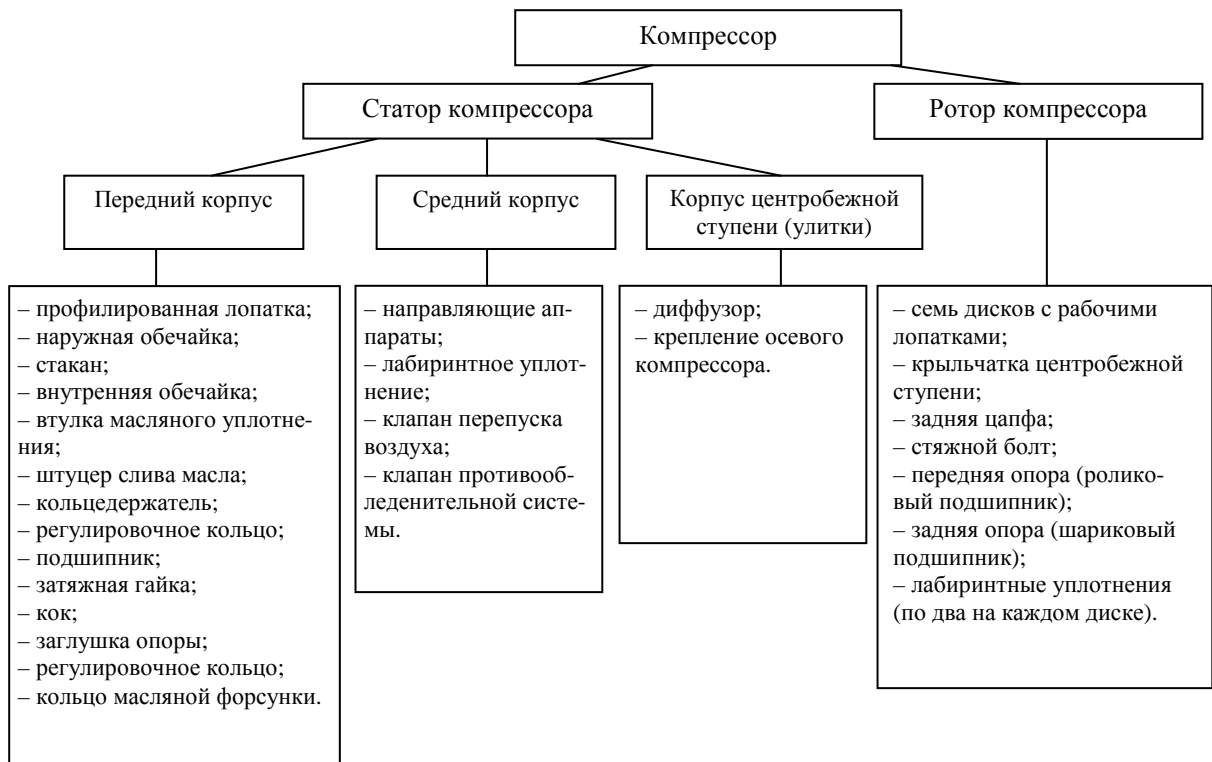 Компрессор
Статор компрессора
Ротор компрессора
Передний корпус
Средний корпус
Корпус центробежной
ступени (улитки)
– профилированная лопатка;
– наружная обечайка;
– стакан;
– внутренняя обечайка;
– втулка масляного уплотне-
ния;
– штуцер слива масла;
– кольцедержатель;
– регулировочное кольцо;
– подшипник;
– затяжная гайка;
– кок;
– заглушка опоры;
– регулировочное кольцо;
– кольцо масляной форсунки.
– направляющие ап-
параты;
– лабиринтное уплот-
нение;
– клапан перепуска
воздуха;
– клапан противооб-
леденительной систе-
мы.
– диффузор;
– крепление осевого
компрессора.
– семь дисков с рабочими
лопатками;
– крыльчатка центробежной
ступени;
– задняя цапфа;
– стяжной болт;
– передняя опора (ролико-
вый подшипник);
– задняя опора (шариковый
подшипник);
– лабиринтные уплотнения
(по два на каждом диске).